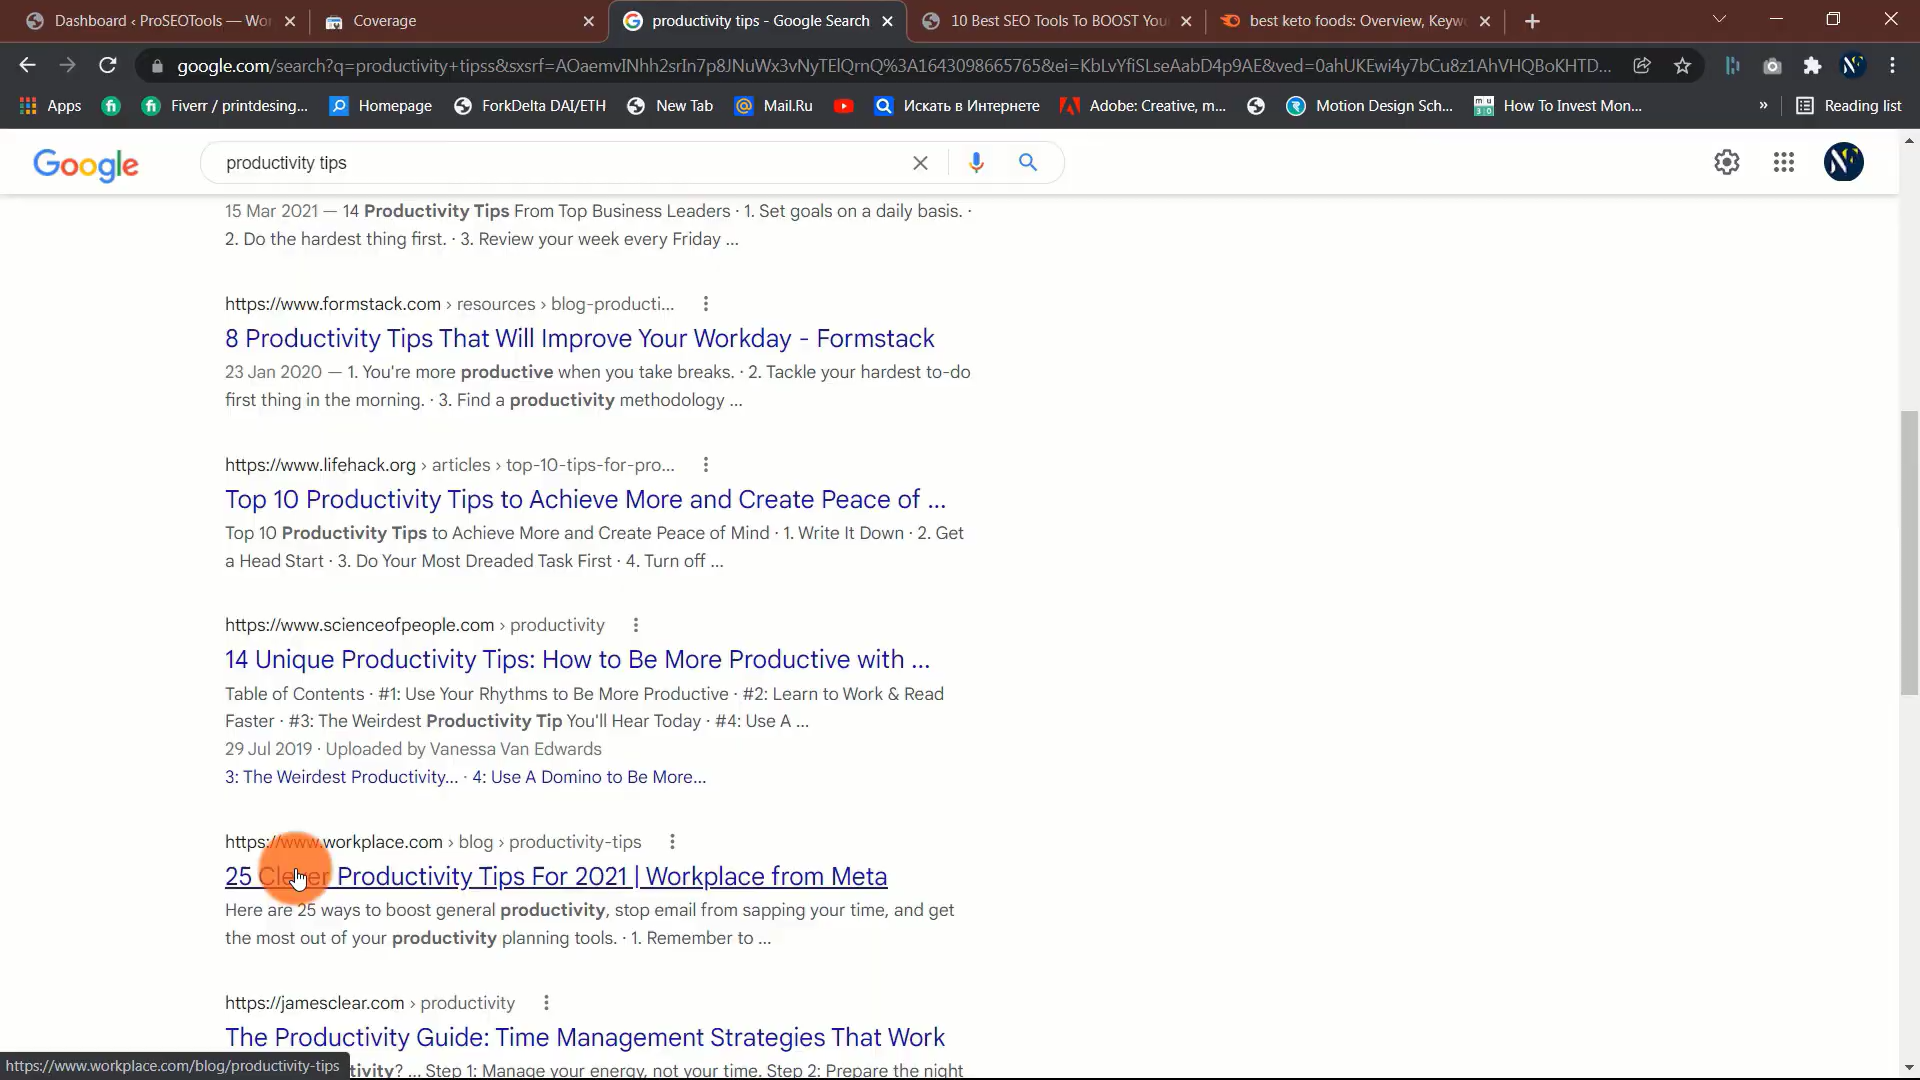 Dashboard ‹ ProSEOTools — Wor
Coverage
productivity tips - Google Search
10 Best SEO Tools To BOOST You
best keto foods: Overview, Keyw
google.com/search?q=productivity+tipss&sxsrf=AOaemvINhh2srIn7p8JNuWx3vNyTElQrnQ%3A1643098665765&ei=KbLvYfiSLseAabD4p9AE&ved=0ahUKEwi4y7bCu8z1AhVHQBoKHTD...
Apps
Fiverr / printdesing...
Homepage
ForkDelta DAI/ETH
New Tab
Mail.Ru
Искать в Интернете
Adobe: Creative, m...
Motion Design Sch...
How To Invest Mon...
»
Reading list
Google
productivity tips
15 Mar 2021 — 14 Productivity Tips From Top Business Leaders · 1. Set goals on a daily basis. ·
2. Do the hardest thing first. · 3. Review your week every Friday ...
https://www.formstack.com › resources › blog-producti...
8 Productivity Tips That Will Improve Your Workday - Formstack
23 Jan 2020 — 1. You're more productive when you take breaks. · 2. Tackle your hardest to-do
first thing in the morning. · 3. Find a productivity methodology ...
https://www.lifehack.org › articles › top-10-tips-for-pro...
Top 10 Productivity Tips to Achieve More and Create Peace of ...
Top 10 Productivity Tips to Achieve More and Create Peace of Mind · 1. Write It Down · 2. Get
a Head Start · 3. Do Your Most Dreaded Task First · 4. Turn off ...
https://www.scienceofpeople.com › productivity
14 Unique Productivity Tips: How to Be More Productive with ...
Table of Contents · #1: Use Your Rhythms to Be More Productive · #2: Learn to Work & Read
Faster · #3: The Weirdest Productivity Tip You'll Hear Today · #4: Use A ...
29 Jul 2019 · Uploaded by Vanessa Van Edwards
3: The Weirdest Productivity... · 4: Use A Domino to Be More...
https://www.workplace.com › blog › productivity-tips
25 Clever Productivity Tips For 2021 | Workplace from Meta
Here are 25 ways to boost general productivity, stop email from sapping your time, and get
the most out of your productivity planning tools. · 1. Remember to ...
https://jamesclear.com › productivity
The Productivity Guide: Time Management Strategies That Work
tivity? ... Step 1: Manage your energy, not your time. Step 2: Prepare the night
https://www.workplace.com/blog/productivity-tips